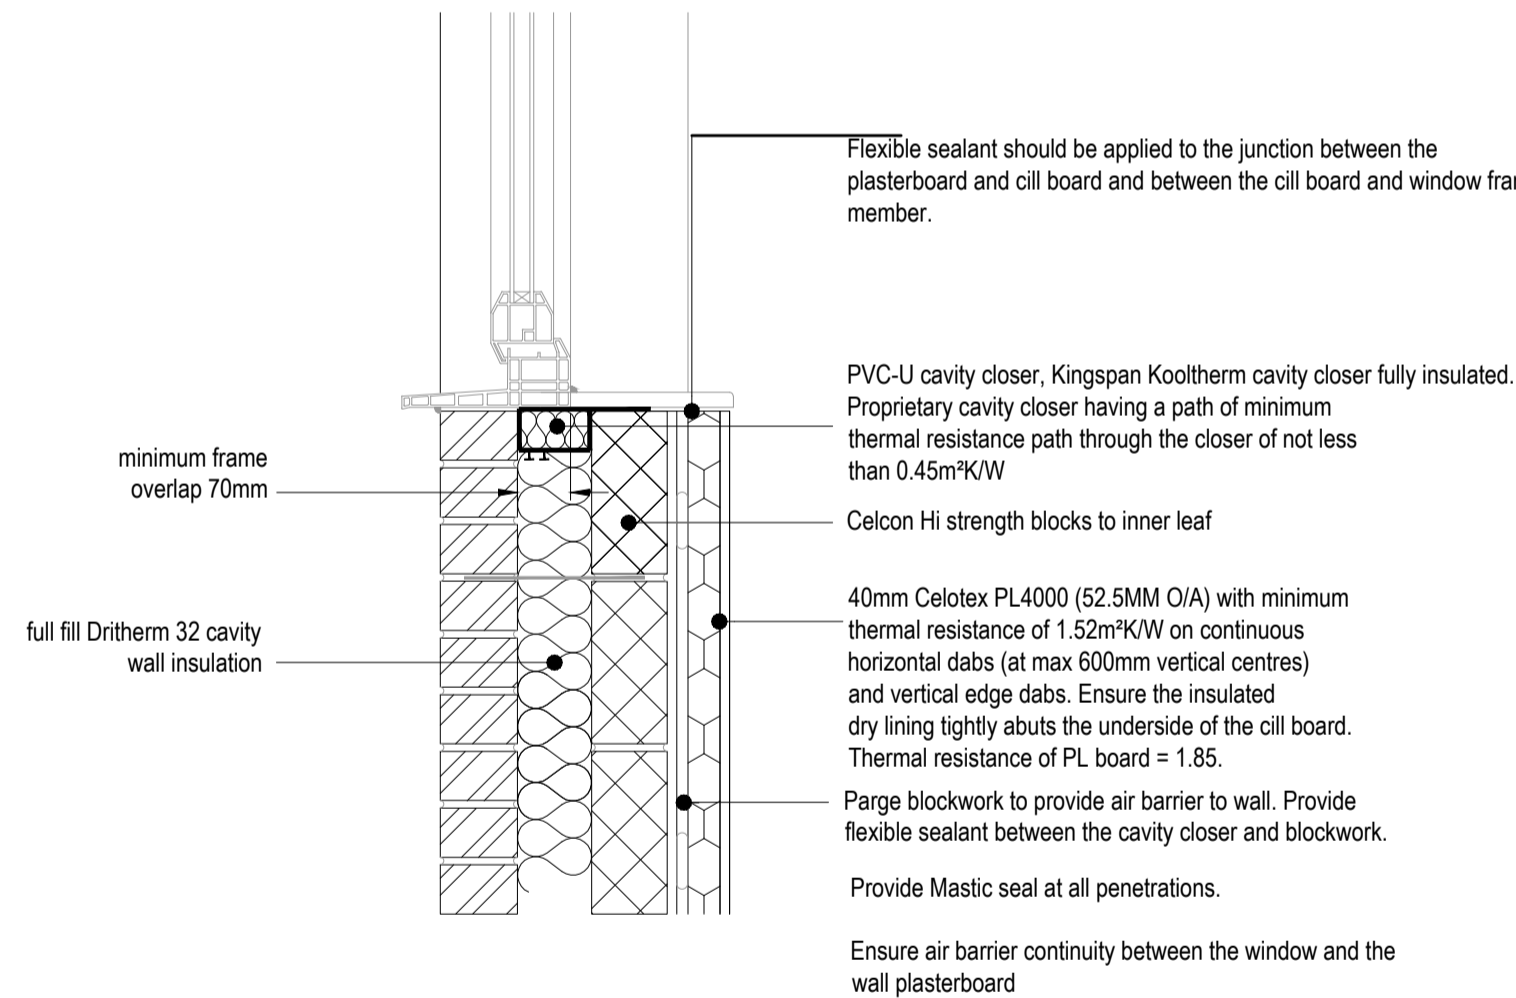 Flexible sealant should be applied to the junction between the
plasterboard and cill board and between the cill board and window
member.
PVC-U cavity closer, Kingspan Kooltherm cavity closer fully insulated.
Proprietary cavity closer having a path of minimum
thermal resistance path through the closer of not less
than 0.45m²K/W
minimum frame
overlap 70mm
Celcon Hi strength blocks to inner leaf
40mm Celotex PL4000 (52.5MM O/A) with minimum
thermal resistance of 1.52m²K/W on continuous
horizontal dabs (at max 600mm vertical centres)
and vertical edge dabs. Ensure the insulated
dry lining tightly abuts the underside of the cill board.
Thermal resistance of PL board = 1.85.
full fill Dritherm 32 cavity
wall insulation
Parge blockwork to provide air barrier to wall. Provide
flexible sealant between the cavity closer and blockwork.
Provide Mastic seal at all penetrations.
Ensure air barrier continuity between the window and the
wall plasterboard